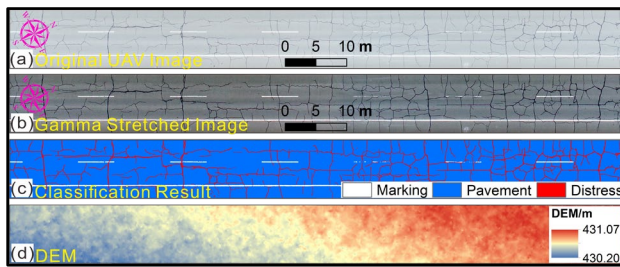 (a) Original UAV Image
0 5 10 m
(b) Gamma Stretched Image
0 5 10 m
(c) Classification Result
Marking Pavement Distress
(d) DEM
DEM/m
431.07
430.20